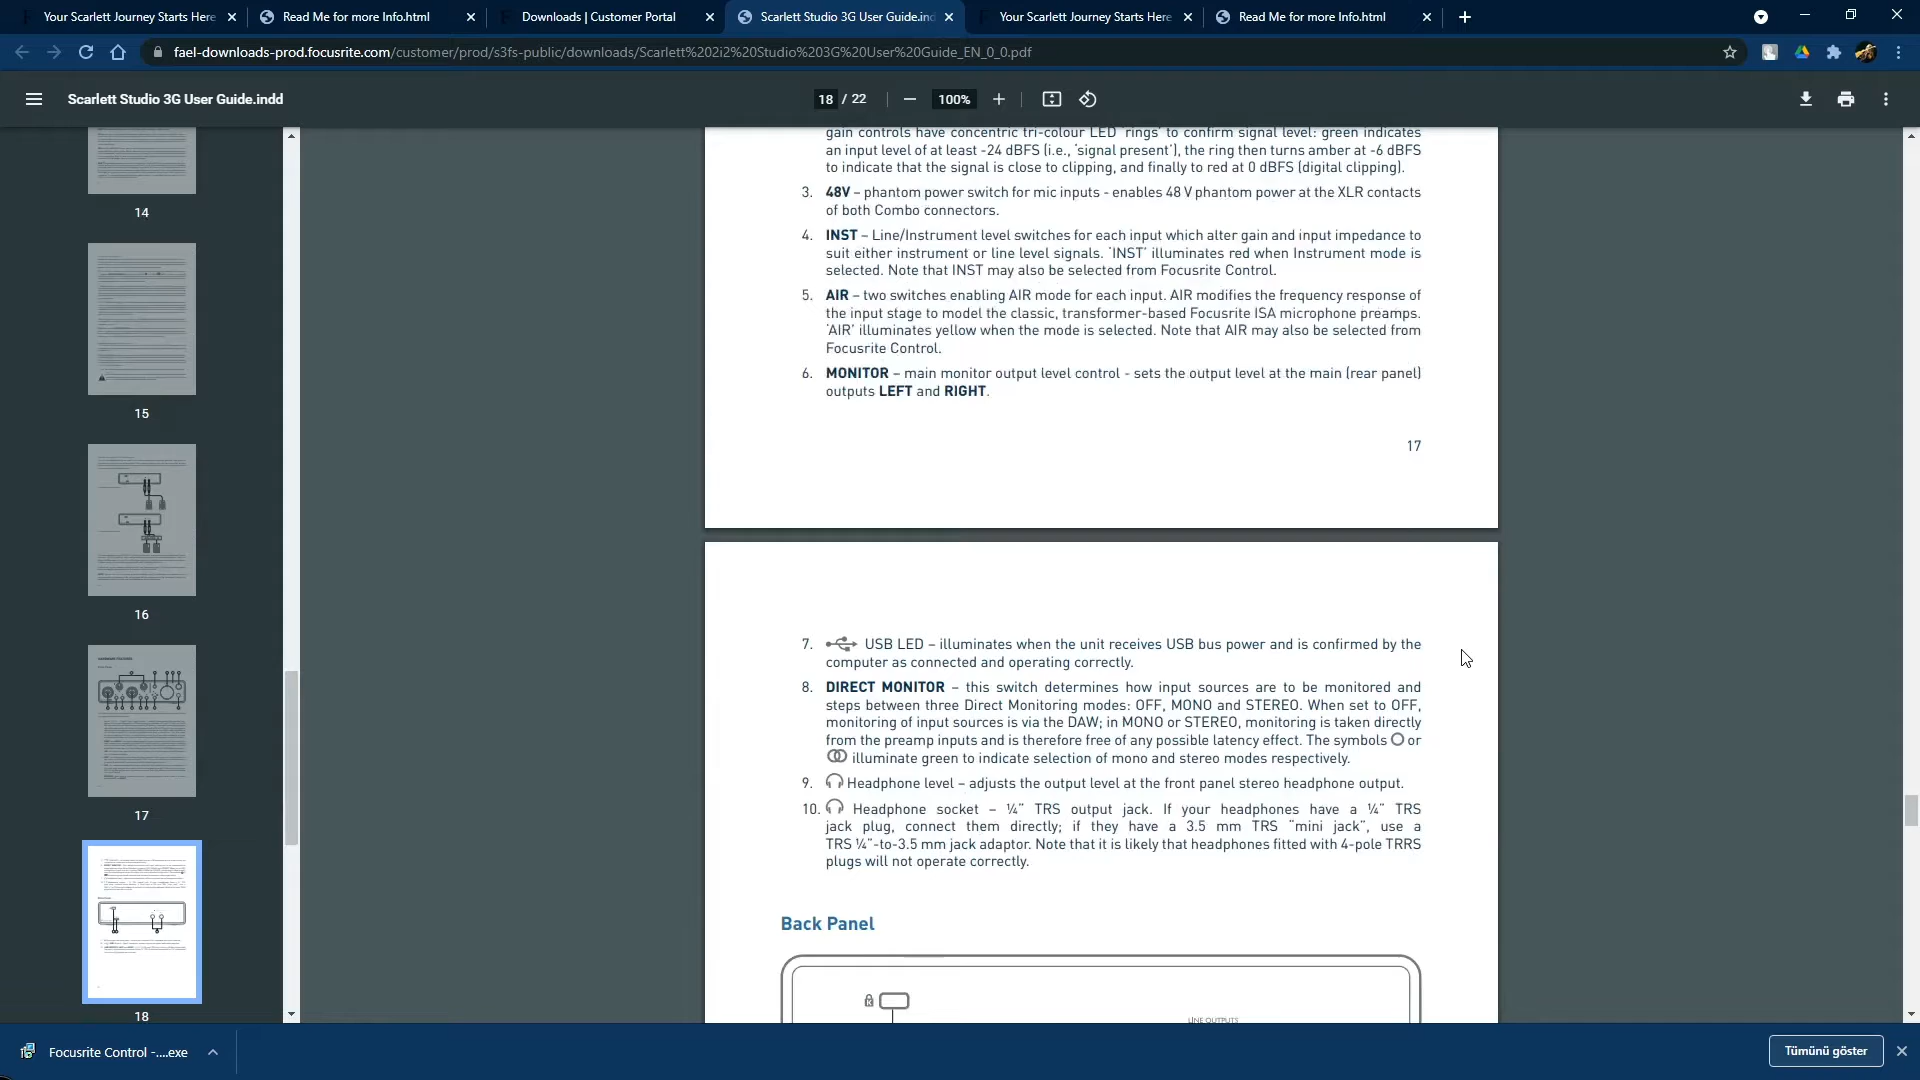 Your Scarlett Journey Starts Here
Read Me for more Info.html
Downloads | Customer Portal
Scarlett Studio 3G User Guide.ind
Your Scarlett Journey Starts Here
Read Me for more Info.html
fael-downloads-prod.focusrite.com/customer/prod/s3fs-public/downloads/Scarlett%202i2%20Studio%203G%20User%20Guide_EN_0_0.pdf
Scarlett Studio 3G User Guide.indd
18 / 22
100%
14
15
16
17
18
gain controls have concentric tri-colour LED ‘rings’ to confirm signal level: green indicates
an input level of at least -24 dBFS (i.e., ‘signal present’), the ring then turns amber at -6 dBFS
to indicate that the signal is close to clipping, and finally to red at 0 dBFS (digital clipping).
3. 48V – phantom power switch for mic inputs - enables 48 V phantom power at the XLR contacts
of both Combo connectors.
4. INST – Line/Instrument level switches for each input which alter gain and input impedance to
suit either instrument or line level signals. ‘INST’ illuminates red when Instrument mode is
selected. Note that INST may also be selected from Focusrite Control.
5. AIR – two switches enabling AIR mode for each input. AIR modifies the frequency response of
the input stage to model the classic, transformer-based Focusrite ISA microphone preamps.
‘AIR’ illuminates yellow when the mode is selected. Note that AIR may also be selected from
Focusrite Control.
6. MONITOR – main monitor output level control - sets the output level at the main (rear panel)
outputs LEFT and RIGHT.
17
7. USB LED – illuminates when the unit receives USB bus power and is confirmed by the
computer as connected and operating correctly.
8. DIRECT MONITOR – this switch determines how input sources are to be monitored and
steps between three Direct Monitoring modes: OFF, MONO and STEREO. When set to OFF,
monitoring of input sources is via the DAW; in MONO or STEREO, monitoring is taken directly
from the preamp inputs and is therefore free of any possible latency effect. The symbols or
illuminate green to indicate selection of mono and stereo modes respectively.
9. Headphone level – adjusts the output level at the front panel stereo headphone output.
10. Headphone socket – ¼” TRS output jack. If your headphones have a ¼” TRS
jack plug, connect them directly; if they have a 3.5 mm TRS “mini jack”, use a
TRS ¼”-to-3.5 mm jack adaptor. Note that it is likely that headphones fitted with 4-pole TRRS
plugs will not operate correctly.
Back Panel
LINE OUTPUTS
Focusrite Control -....exe
Tümünü göster